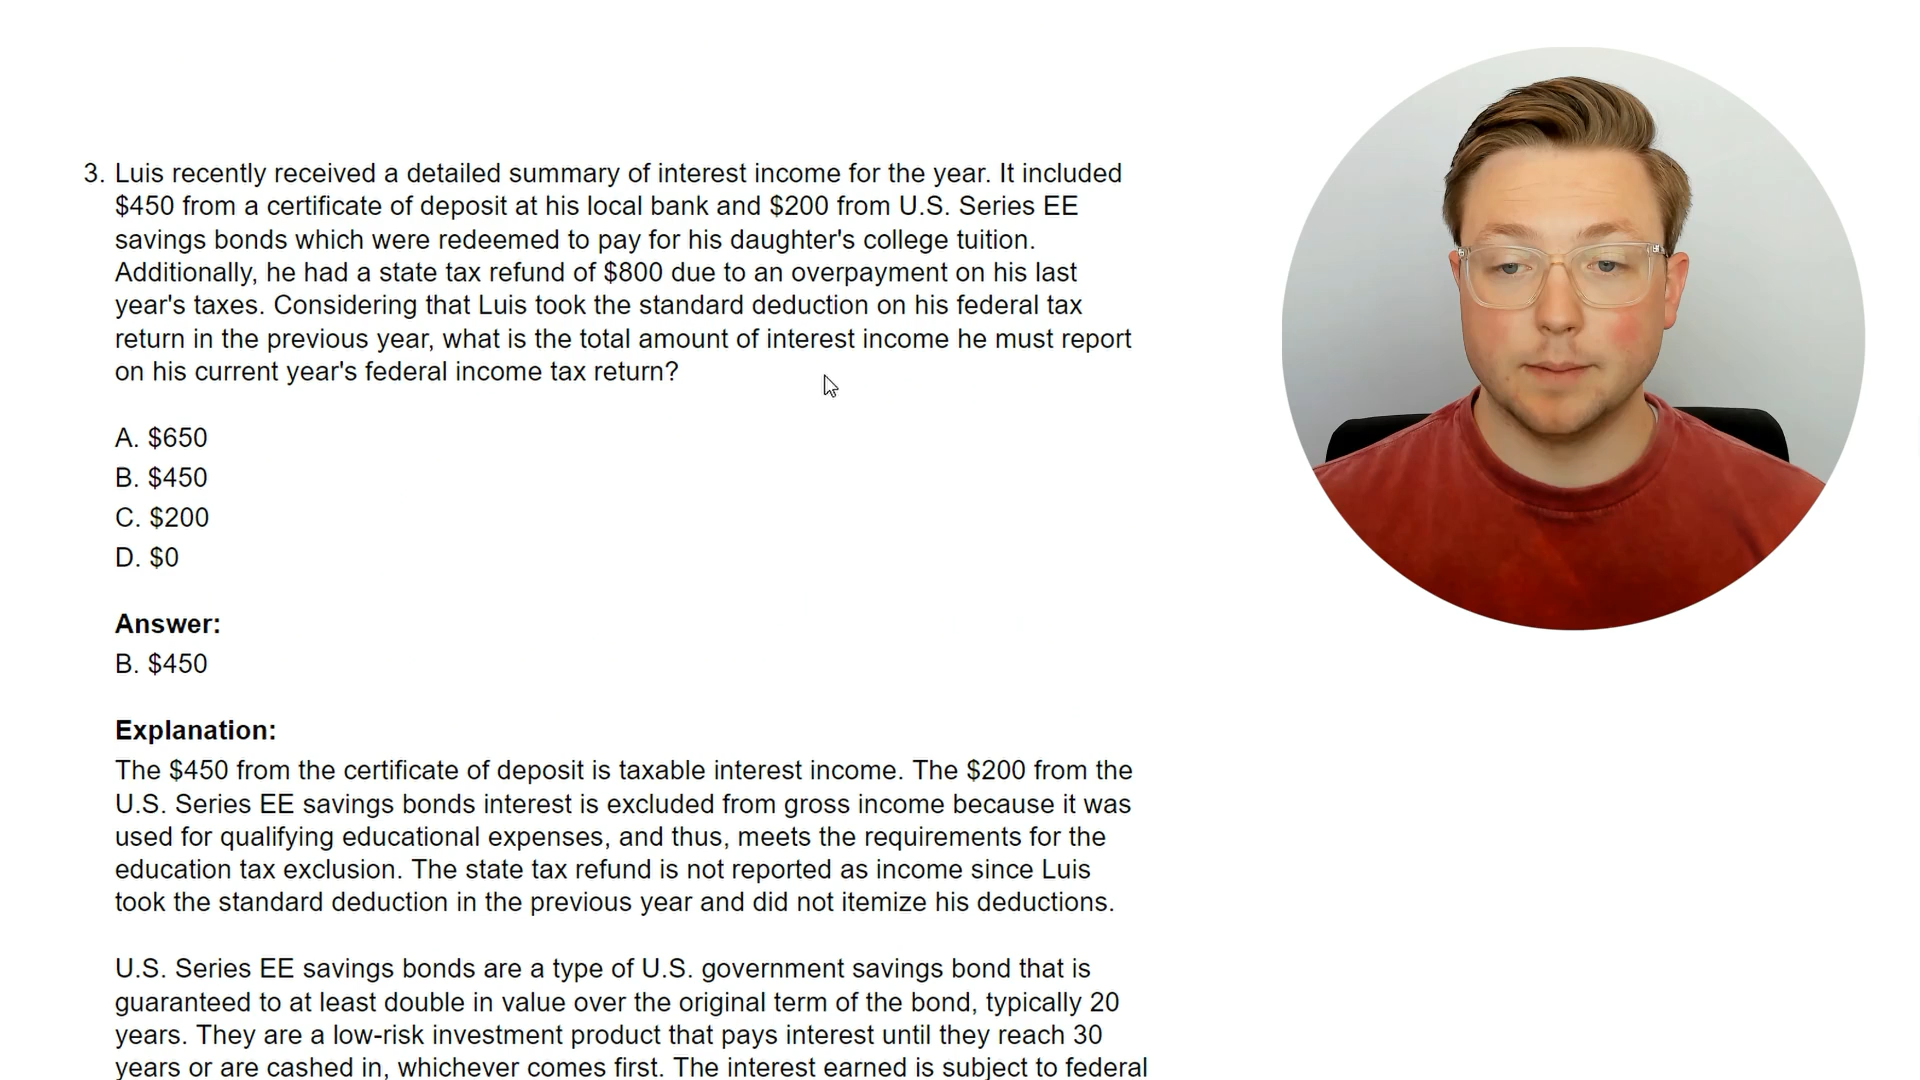 3. Luis recently received a detailed summary of interest income for the year. It included
$450 from a certificate of deposit at his local bank and $200 from U.S. Series EE
savings bonds which were redeemed to pay for his daughter's college tuition.
Additionally, he had a state tax refund of $800 due to an overpayment on his last
year's taxes. Considering that Luis took the standard deduction on his federal tax
return in the previous year, what is the total amount of interest income he must report
on his current year's federal income tax return?
A. $650
B. $450
C. $200
D. $0
Answer:
B. $450
Explanation:
The $450 from the certificate of deposit is taxable interest income. The $200 from the
U.S. Series EE savings bonds interest is excluded from gross income because it was
used for qualifying educational expenses, and thus, meets the requirements for the
education tax exclusion. The state tax refund is not reported as income since Luis
took the standard deduction in the previous year and did not itemize his deductions.
U.S. Series EE savings bonds are a type of U.S. government savings bond that is
guaranteed to at least double in value over the original term of the bond, typically 20
years. They are a low-risk investment product that pays interest until they reach 30
years or are cashed in, whichever comes first. The interest earned is subject to federal